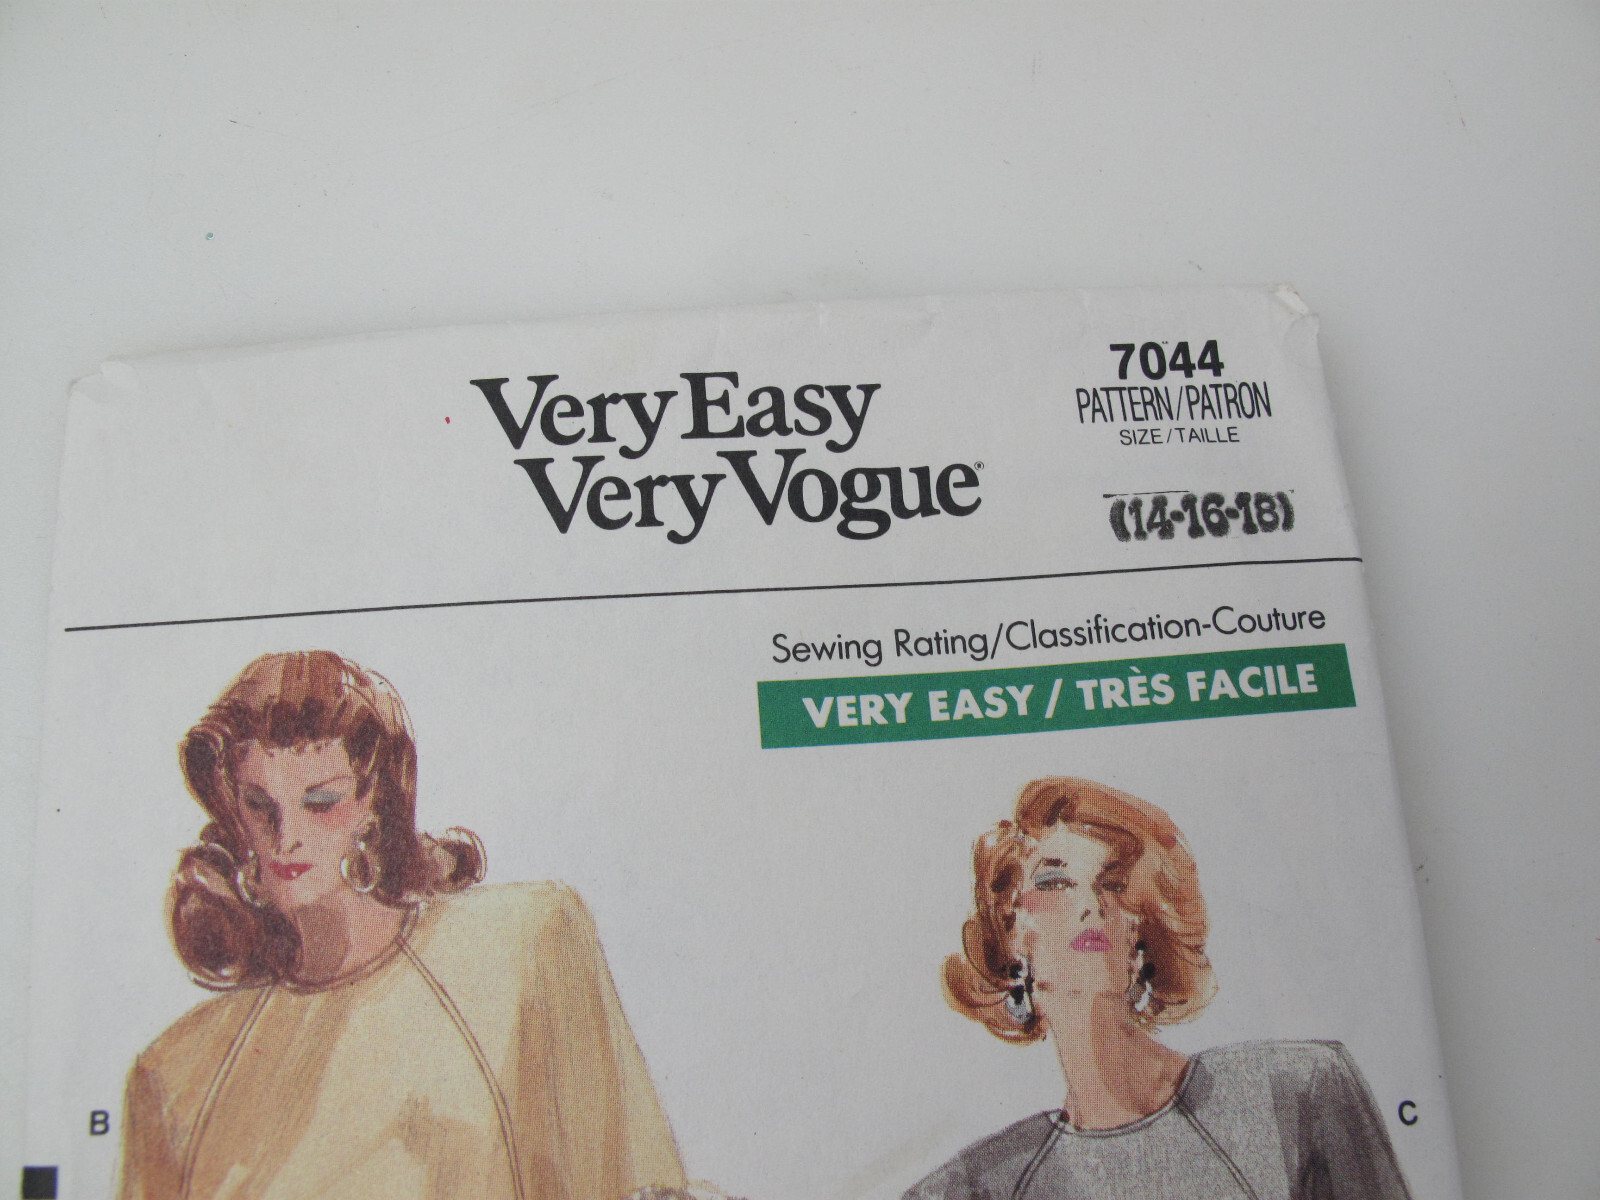 Very Easy
Very Vogue®
7044
PATTERN/PATRON
SIZE/TAILLE
(14-16-18)
Sewing Rating/Classification-Couture
VERY EASY / TRÈS FACILE
B
C